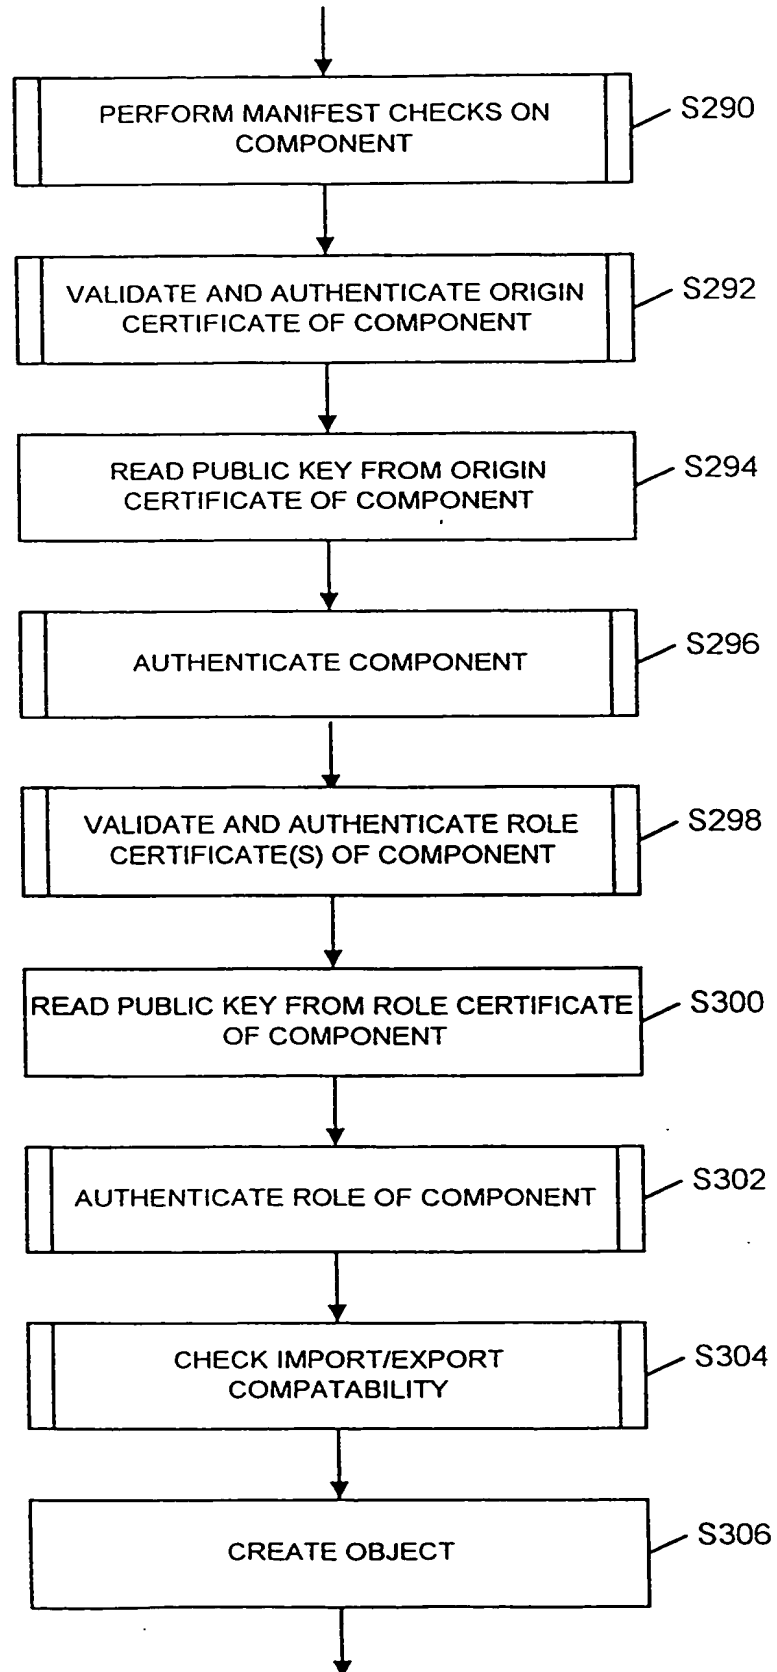 PERFORM MANIFEST CHECKS ON
COMPONENT
S290
VALIDATE AND AUTHENTICATE ORIGIN
CERTIFICATE OF COMPONENT
S292
READ PUBLIC KEY FROM ORIGIN
CERTIFICATE OF COMPONENT
S294
AUTHENTICATE COMPONENT
S296
VALIDATE AND AUTHENTICATE ROLE
CERTIFICATE(S) OF COMPONENT
S298
READ PUBLIC KEY FROM ROLE CERTIFICATE
OF COMPONENT
S300
AUTHENTICATE ROLE OF COMPONENT
S302
CHECK IMPORT/EXPORT
COMPATABILITY
S304
CREATE OBJECT
S306